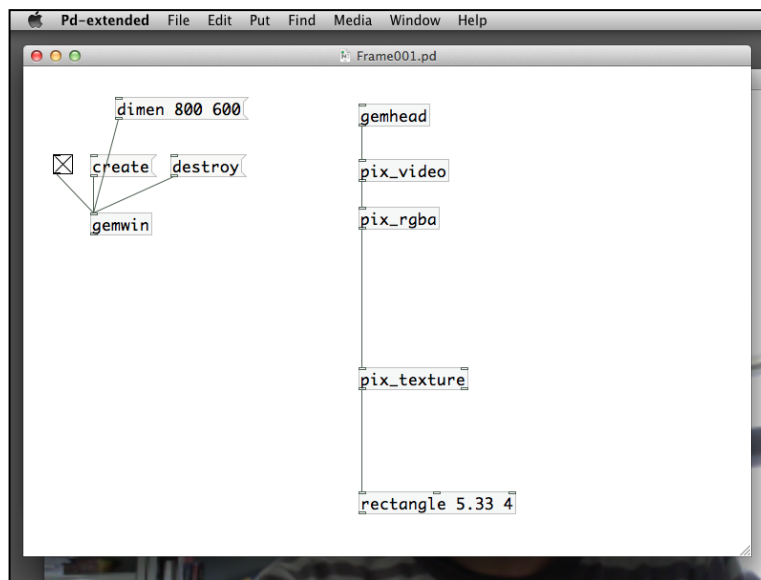 Pd-extended File Edit Put Find Media Window Help
Frame001.pd
dimen 800 600
create
destroy
gemwin
gemhead
pix_video
pix_rgba
pix_texture
rectangle 5.33 4